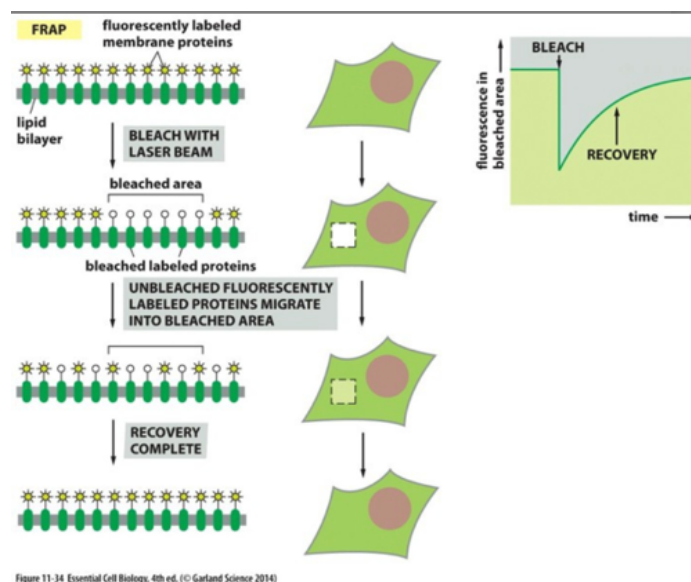 FRAP
fluorescently labeled
membrane proteins
lipid
bilayer
BLEACH WITH
LASER BEAM
bleached area
bleached labeled proteins
UNBLEACHED FLUORESCENTLY
LABELED PROTEINS MIGRATE
INTO BLEACHED AREA
RECOVERY
COMPLETE
fluorescence in
bleached area
BLEACH
RECOVERY
time
Figure 11-34 Essential Cell Biology, 4th ed. (© Garland Science 2014)